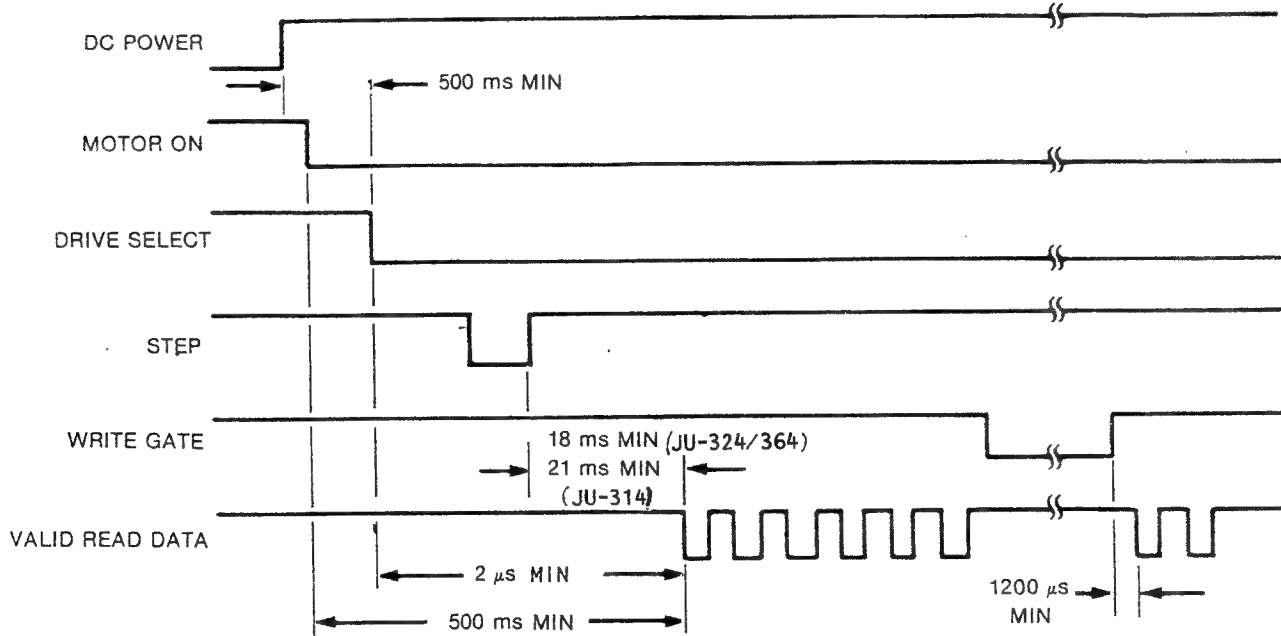 DC POWER
500 ms MIN
MOTOR ON
DRIVE SELECT
STEP
WRITE GATE
18 ms MIN (JU-324/364)
21 ms MIN
(JU-314)
VALID READ DATA
2 μs MIN
1200 μs
MIN
500 ms MIN